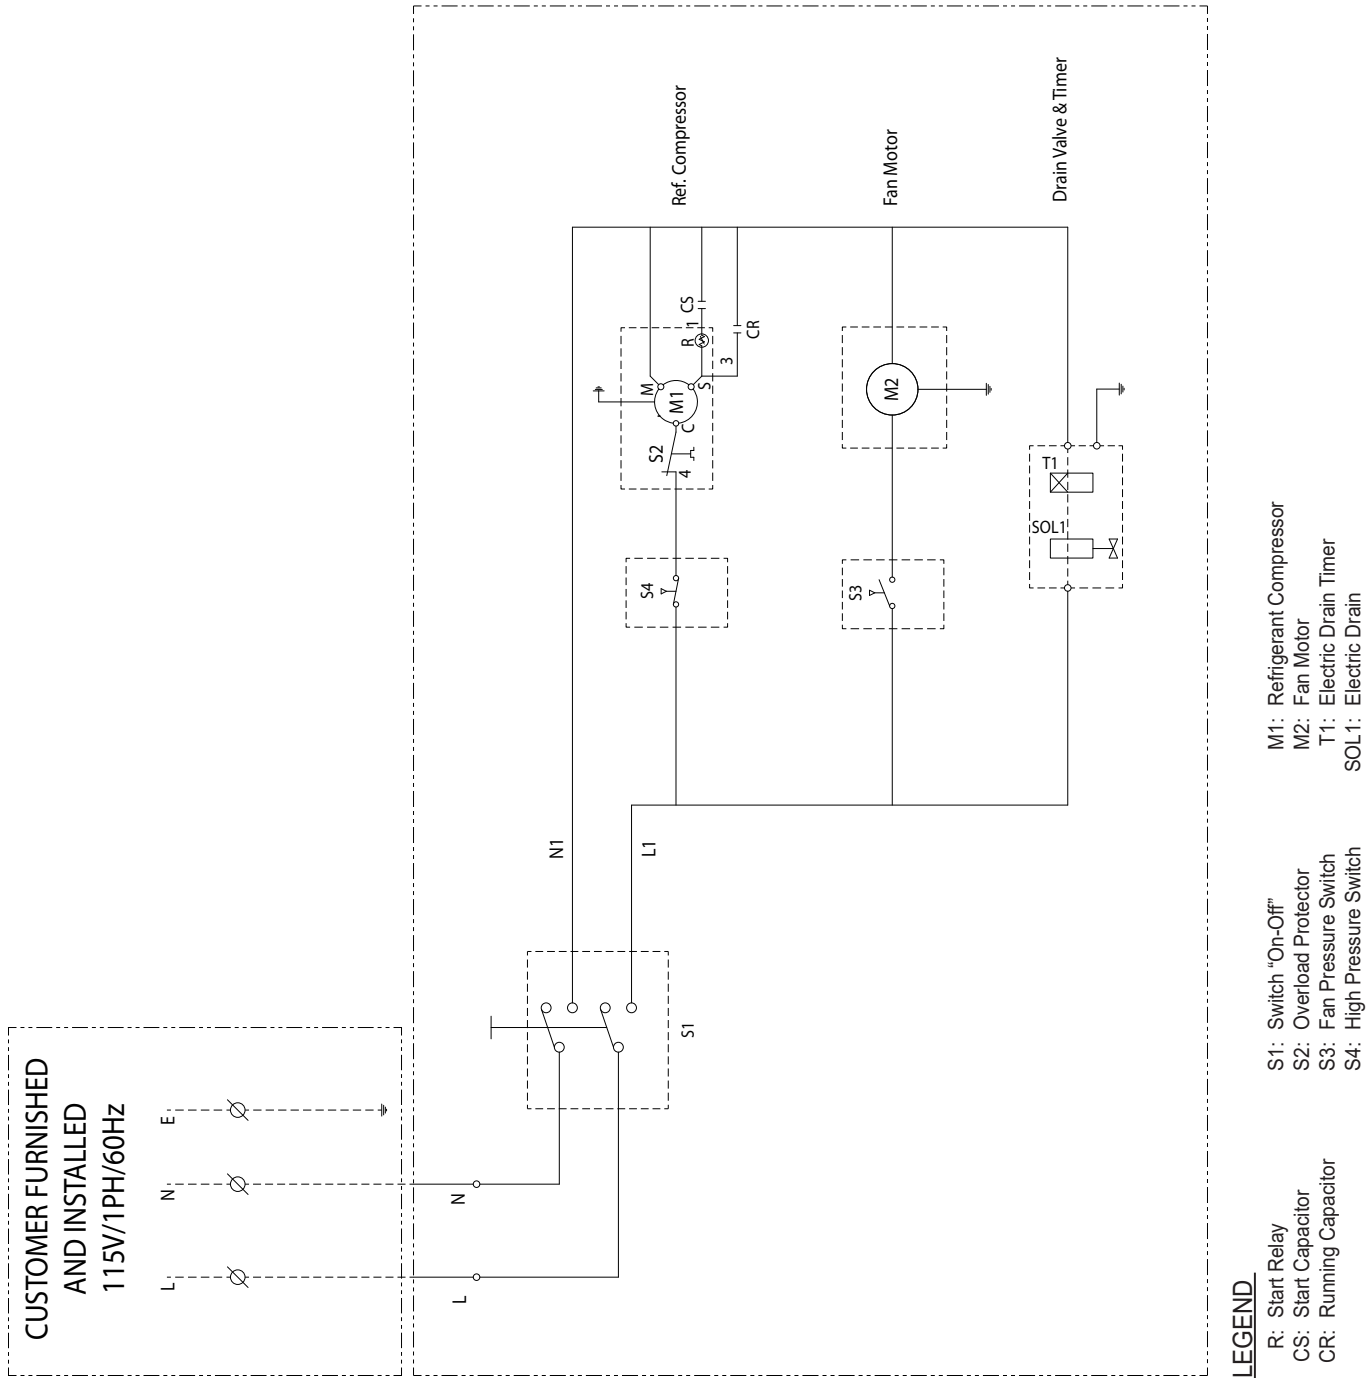 CUSTOMER FURNISHED
AND INSTALLED
115V/1PH/60Hz
L
N
E
L
N
S1
N1
L1
S4
S2
4
C
M1
M
S
R
1
CS
3
CR
Ref. Compressor
S3
M2
Fan Motor
SOL1
T1
Drain Valve & Timer
LEGEND
R: Start Relay
CS: Start Capacitor
CR: Running Capacitor
S1: Switch “On-Off”
S2: Overload Protector
S3: Fan Pressure Switch
S4: High Pressure Switch
M1: Refrigerant Compressor
M2: Fan Motor
T1: Electric Drain Timer
SOL1: Electric Drain